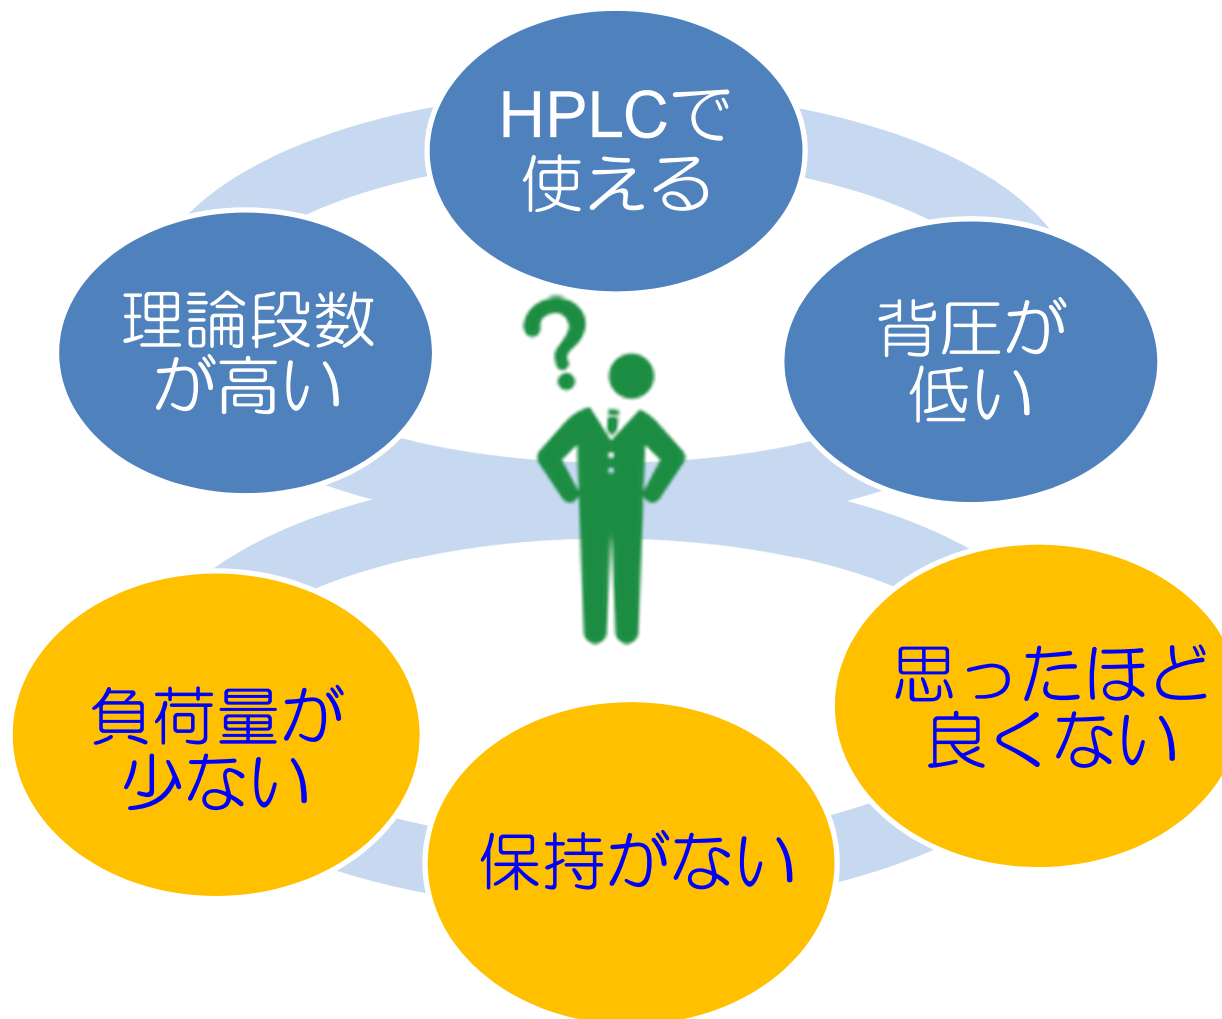 HPLCで
使える
理論段数
が高い
背圧が
低い
?
思ったほど
良くない
負荷量が
少ない
保持がない